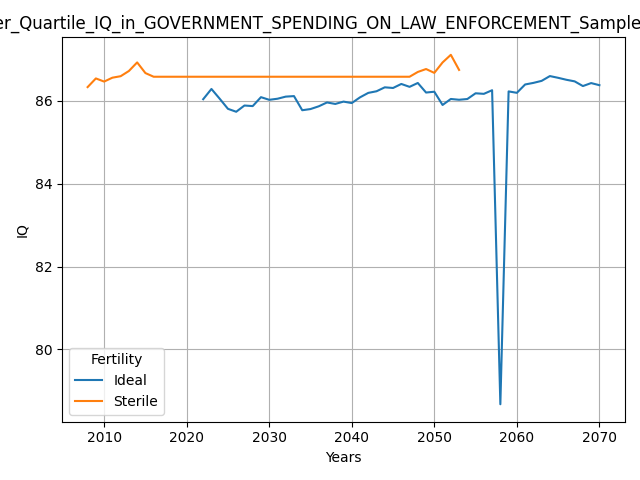 er_Quartile_IQ_in_GOVERNMENT_SPENDING_ON_LAW_ENFORCEMENT_Sample
86
84
82
80
IQ
Fertility
Ideal
Sterile
2010 2020 2030 2040 2050 2060 2070
Years